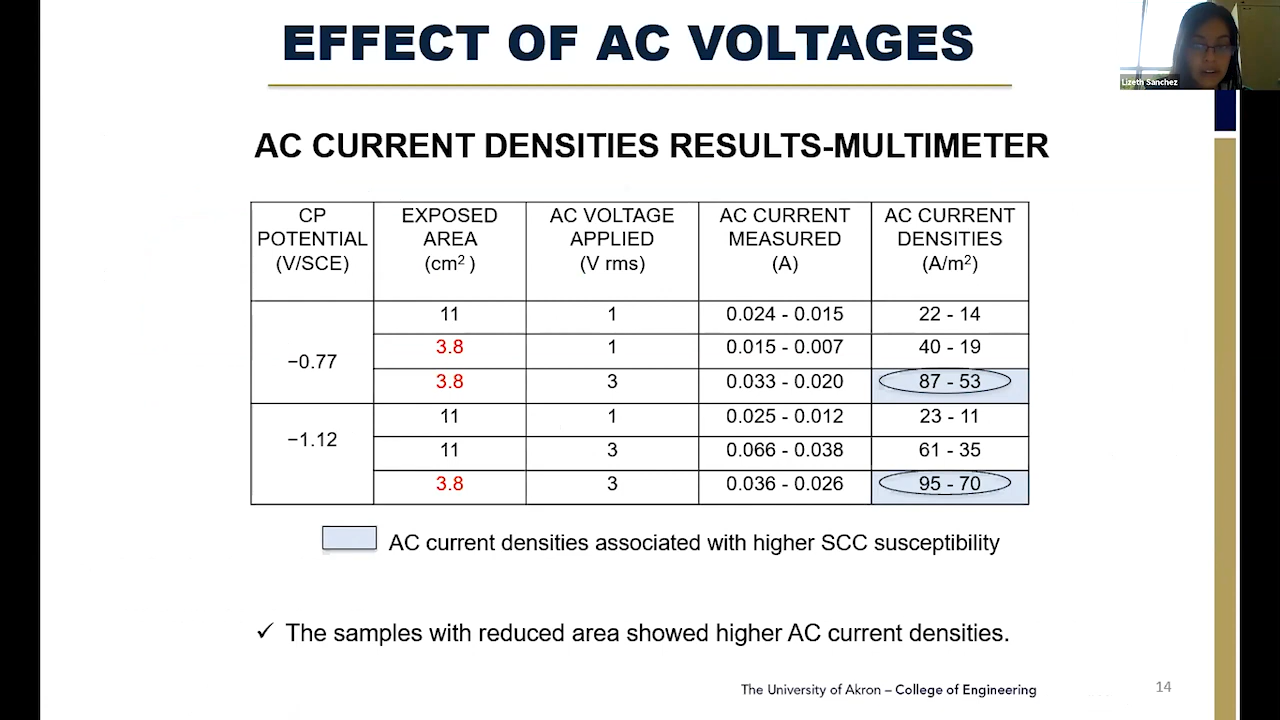 EFFECT OF AC VOLTAGES
Lizeth Sanchez
AC CURRENT DENSITIES RESULTS-MULTIMETER
CP POTENTIAL (V/SCE) EXPOSED AREA (cm²) AC VOLTAGE APPLIED (V rms) AC CURRENT MEASURED (A) AC CURRENT DENSITIES (A/m²)
−0.77 11 1 0.024 - 0.015 22 - 14
3.8 1 0.015 - 0.007 40 - 19
3.8 3 0.033 - 0.020 87 - 53
−1.12 11 1 0.025 - 0.012 23 - 11
11 3 0.066 - 0.038 61 - 35
3.8 3 0.036 - 0.026 95 - 70
AC current densities associated with higher SCC susceptibility
✓ The samples with reduced area showed higher AC current densities.
The University of Akron – College of Engineering
14